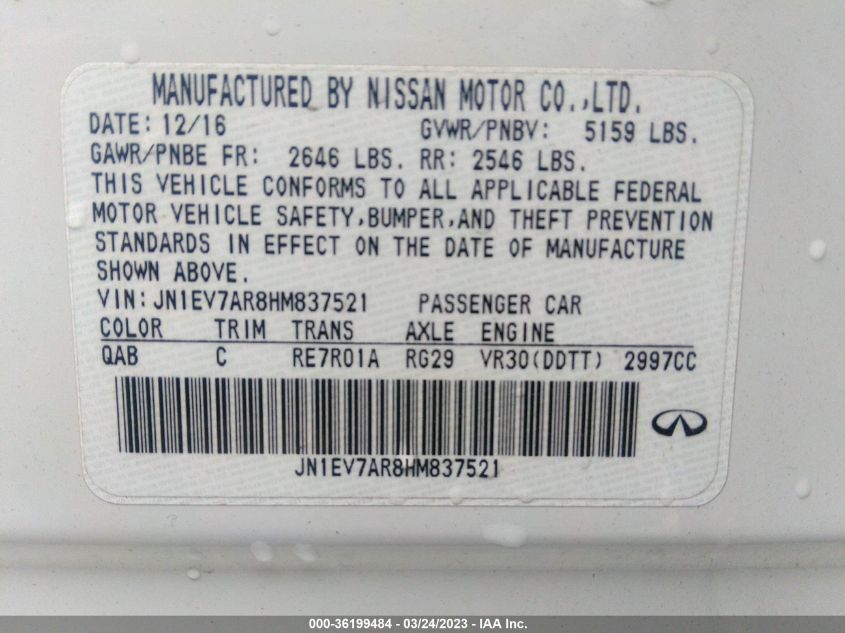 MANUFACTURED BY NISSAN MOTOR CO.,LTD.
DATE: 12/16 GVWR/PNBV: 5159 LBS.
GAWR/PNBE FR: 2646 LBS. RR: 2546 LBS.
THIS VEHICLE CONFORMS TO ALL APPLICABLE FEDERAL
MOTOR VEHICLE SAFETY,BUMPER,AND THEFT PREVENTION
STANDARDS IN EFFECT ON THE DATE OF MANUFACTURE
SHOWN ABOVE.
VIN:JN1EV7AR8HM837521 PASSENGER CAR
COLOR TRIM TRANS AXLE ENGINE
QAB C RE7R01A RG29 VR30(DDTT) 2997CC
JN1EV7AR8HM837521
000-36199484 - 03/24/2023 - IAA Inc.